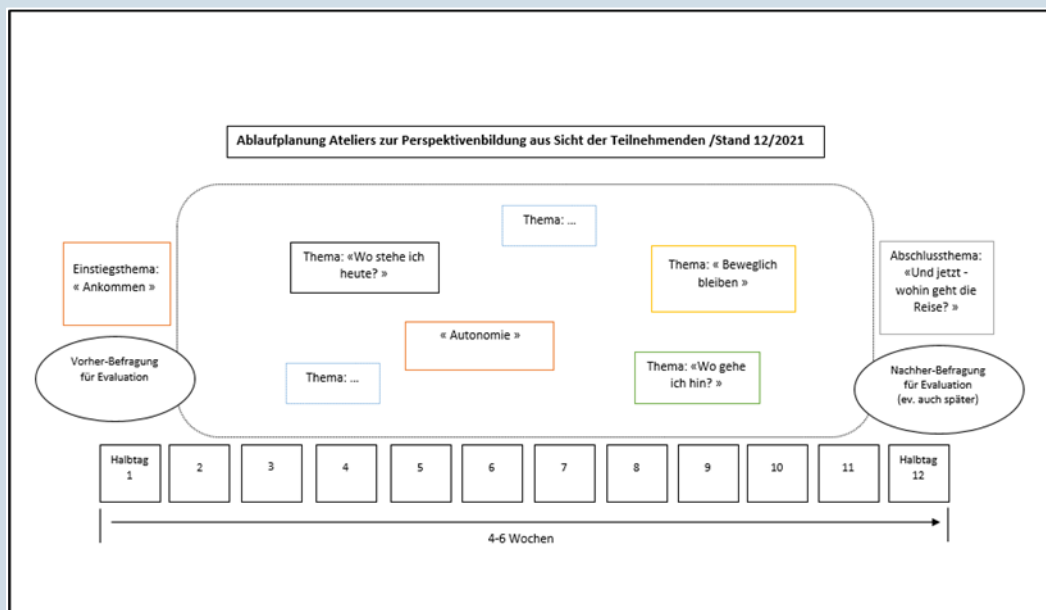 Ablaufplanung Ateliers zur Perspektivenbildung aus Sicht der Teilnehmenden /Stand 12/2021
Thema: ...
Einstiegsthema:
« Ankommen »
Thema: «Wo stehe ich
heute? »
Thema: « Beweglich
bleiben »
Abschlussthema:
«Und jetzt -
wohin geht die
Reise? »
« Autonomie »
Vorher-Befragung
für Evaluation
Thema: ...
Thema: «Wo gehe
ich hin? »
Nachher-Befragung
für Evaluation
(ev. auch später)
Halbtag
1
2
3
4
5
6
7
8
9
10
11
Halbtag
12
4-6 Wochen